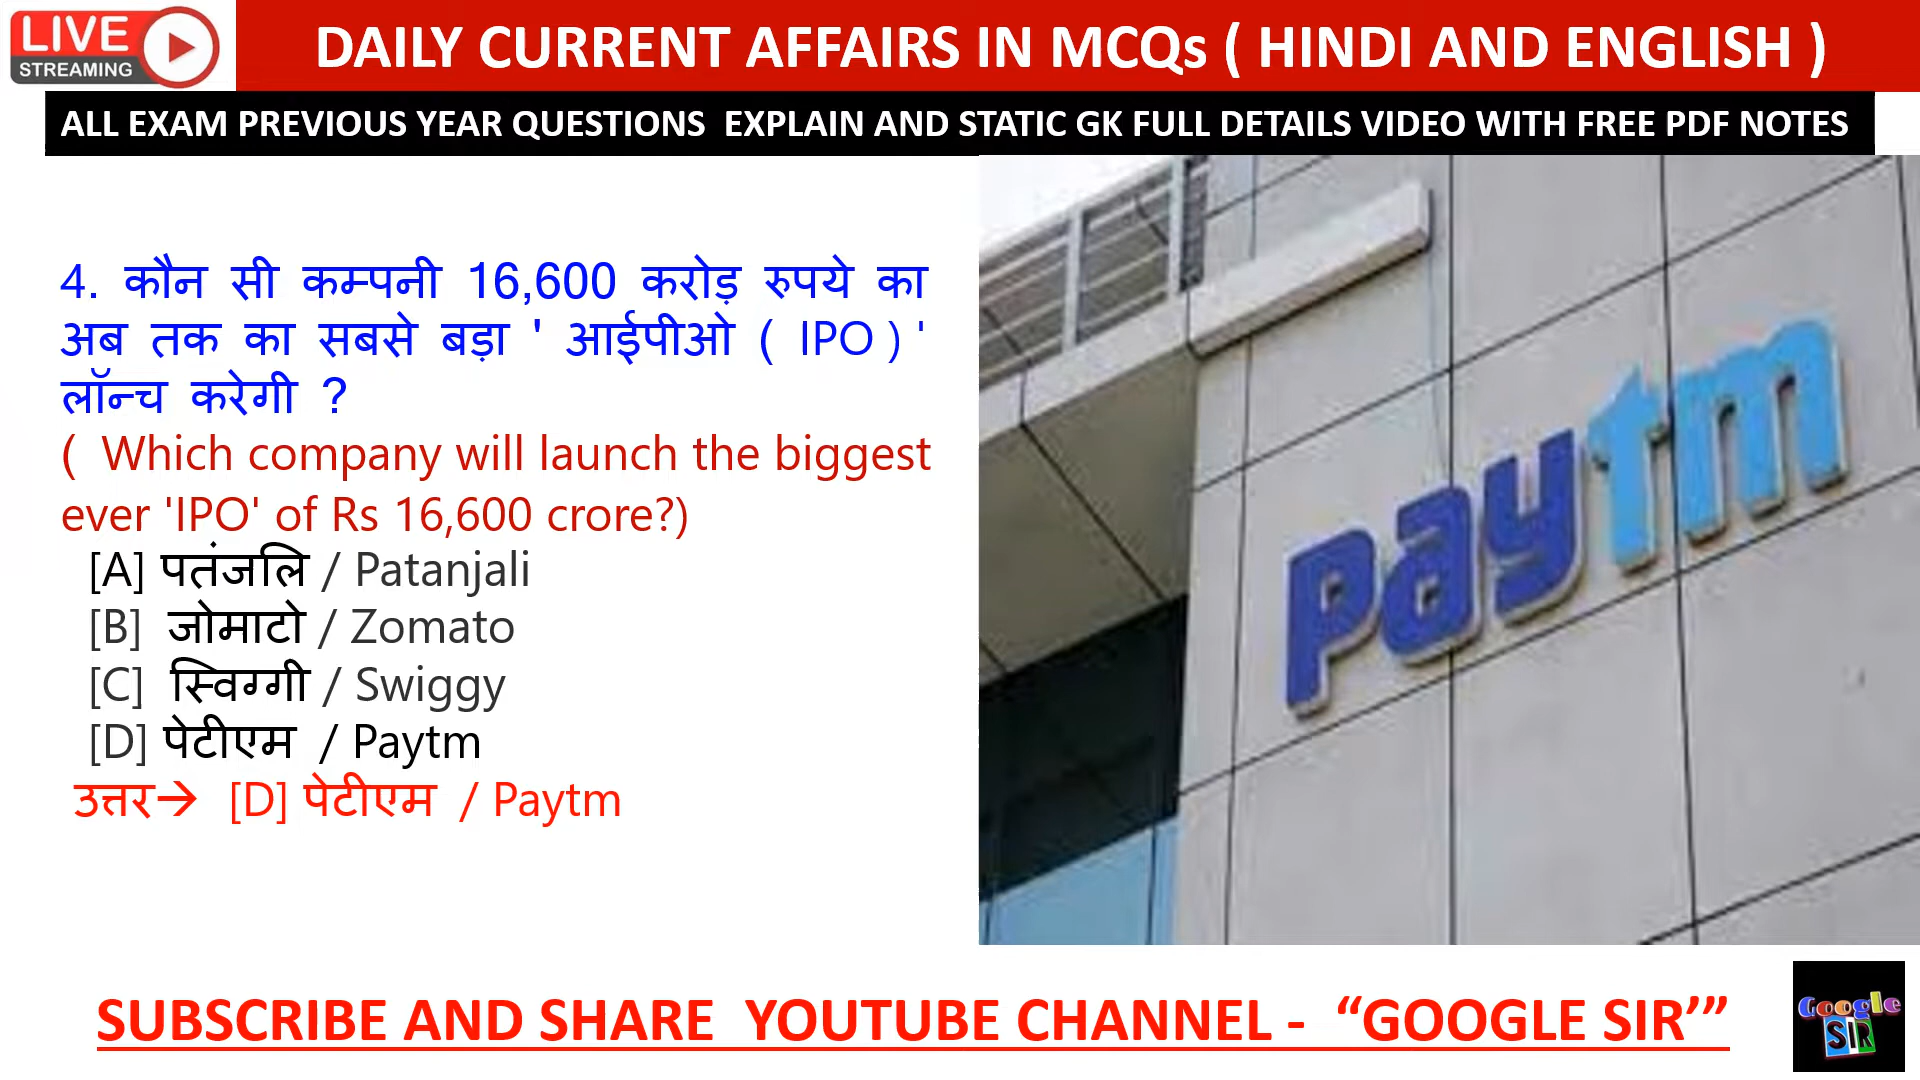 LIVE
STREAMING
DAILY CURRENT AFFAIRS IN MCQs ( HINDI AND ENGLISH )
ALL EXAM PREVIOUS YEAR QUESTIONS EXPLAIN AND STATIC GK FULL DETAILS VIDEO WITH FREE PDF NOTES
4. कौन सी कम्पनी 16,600 करोड़ रुपये का
अब तक का सबसे बड़ा ' आईपीओ ( IPO ) '
लॉन्च करेगी ?
( Which company will launch the biggest
ever 'IPO' of Rs 16,600 crore?)
[A] पतंजलि / Patanjali
[B] जोमाटो / Zomato
[C] स्विग्गी / Swiggy
[D] पेटीएम / Paytm
उत्तर→ [D] पेटीएम / Paytm
paytm
SUBSCRIBE AND SHARE YOUTUBE CHANNEL - “GOOGLE SIR’”
Google
SIR